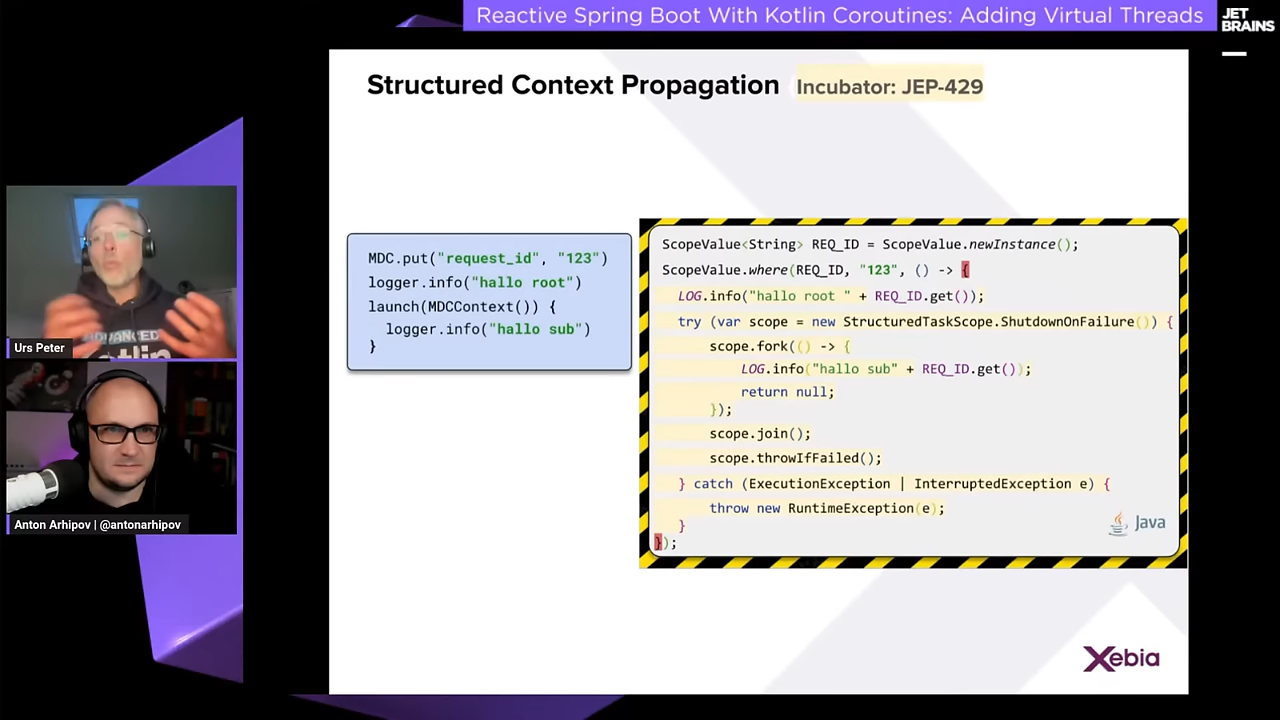 Reactive Spring Boot With Kotlin Coroutines: Adding Virtual Threads
JET
BRAINS
Structured Context Propagation Incubator: JEP-429
MDC.put("request_id", "123")
logger.info("hallo root")
launch(MDCContext()) {
logger.info("hallo sub")
}
ScopeValue<String> REQ_ID = ScopeValue.newInstance();
ScopeValue.where(REQ_ID, "123", () -> {
LOG.info("hallo root " + REQ_ID.get());
try (var scope = new StructuredTaskScope.ShutdownOnFailure()) {
scope.fork(() -> {
LOG.info("hallo sub" + REQ_ID.get());
return null;
});
scope.join();
scope.throwIfFailed();
} catch (ExecutionException | InterruptedException e) {
throw new RuntimeException(e);
}
});
Java
ADVANCED
Urs Peter
Anton Arhipov | @antonarhipov
Xebia